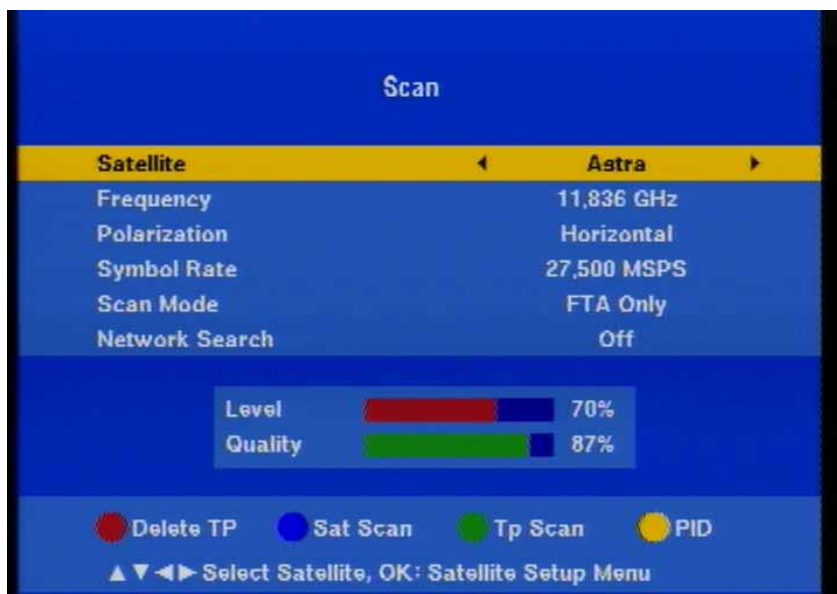 Scan
Satellite Astra
Frequency 11,836 GHz
Polarization Horizontal
Symbol Rate 27,500 MSPS
Scan Mode FTA Only
Network Search Off
Level 70%
Quality 87%
Delete TP Sat Scan Tp Scan PID
▲▼◀▶ Select Satellite, OK: Satellite Setup Menu